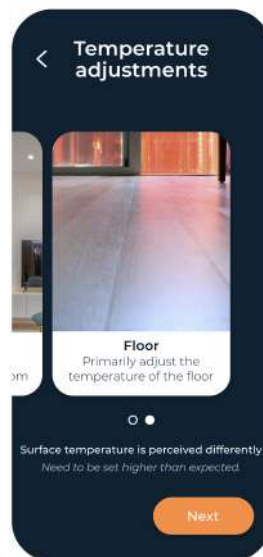 Temperature
adjustments
Floor
Primarily adjust the
temperature of the floor
om
Surface temperature is perceived differently
Need to be set higher than expected.
Next